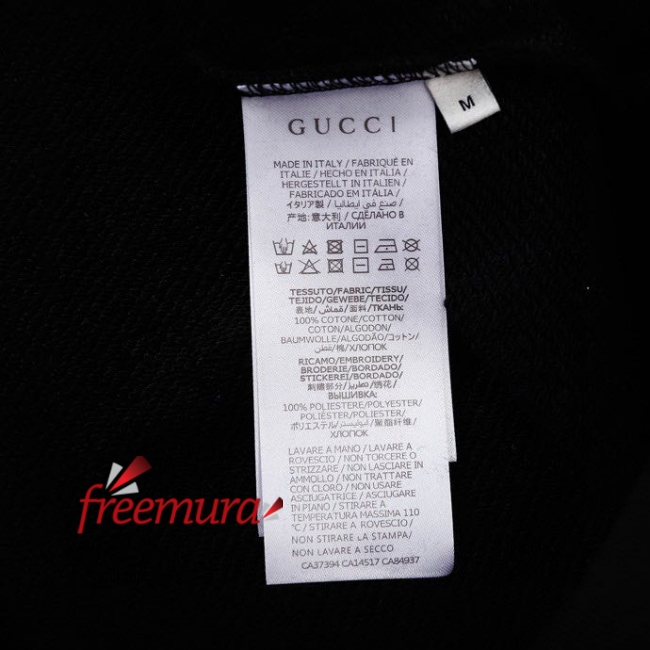 M
GUCCI
MADE IN ITALY / FABRIQUÉ EN
ITALIE / HECHO EN ITALIA /
HERGESTELLT IN ITALIEN /
FABRICADO EM ITÁLIA /
イタリア製 / صنع في ايطاليا /
产地:意大利 / СДЕЛАНО В
ИТАЛИИ
TESSUTO/FABRIC/TISSU/
TEJIDO/GEWEBE/TECIDO/
表地/قماش/面料/ТКАНЬ:
100% COTONE/COTTON/
COTON/ALGODON/
BAUMWOLLE/ALGODÃO/コットン/
قطن/棉/ХЛОПОК
RICAMO/EMBROIDERY/
BRODERIE/BORDADO/
STICKEREI/BORDADO/
刺繍部分/تطريز/绣花/
ВЫШИВКА:
100% POLIESTERE/POLYESTER/
POLIÉSTER/POLIESTER/
ポリエステル/بوليستر/聚酯纤维/
ХЛОПОК
LAVARE A MANO / LAVARE A
ROVESCIO / NON TORCERE O
STRIZZARE / NON LASCIARE IN
AMMOLLO / NON TRATTARE
CON CLORO / NON USARE
ASCIUGATRICE / ASCIUGARE
IN PIANO / STIRARE A
TEMPERATURA MASSIMA 110
°C / STIRARE A ROVESCIO /
NON STIRARE LA STAMPA/
NON LAVARE A SECCO
CA37394 CA14517 CA84937
freemura